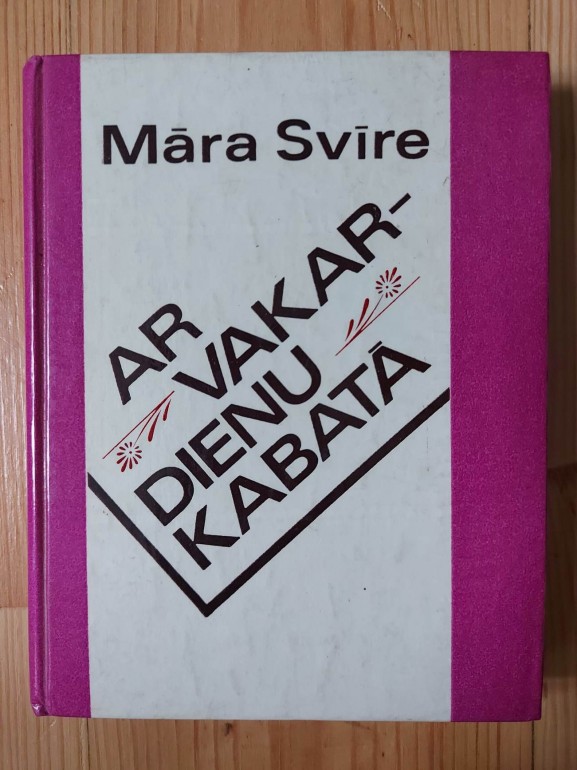 Māra Svīre
AR
VAKAR-
DIENU
KABATĀ